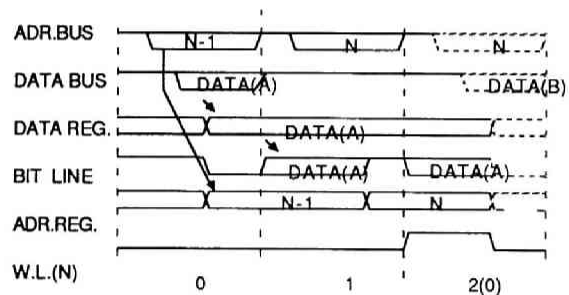 ADR.BUS N-1 N N
DATA BUS DATA(A) DATA(B)
DATA REG. DATA(A)
BIT LINE DATA(A) DATA(A)
ADR.REG. N-1 N
W.L.(N)
0 1 2(0)